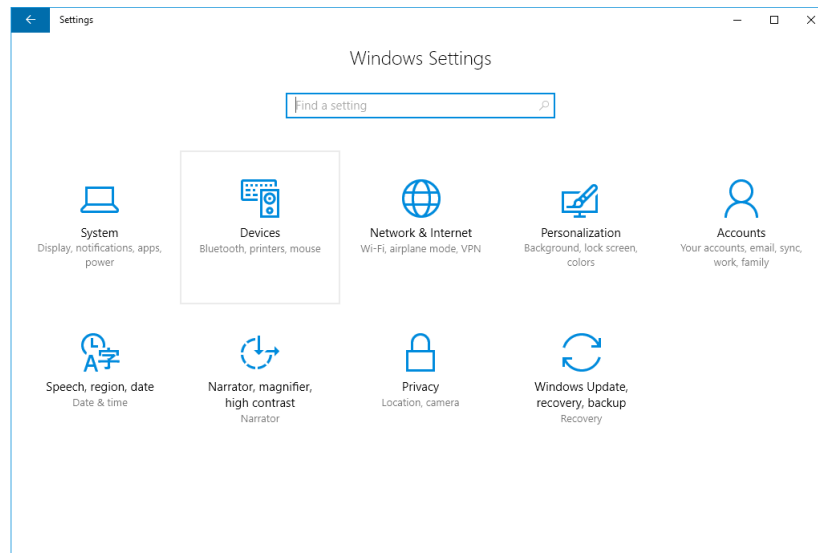 Settings
Windows Settings
Find a setting
System
Display, notifications, apps,
power
Devices
Bluetooth, printers, mouse
Network & Internet
Wi-Fi, airplane mode, VPN
Personalization
Background, lock screen,
colors
Accounts
Your accounts, email, sync,
work, family
A字
Speech, region, date
Date & time
Narrator, magnifier,
high contrast
Narrator
Privacy
Location, camera
Windows Update,
recovery, backup
Recovery